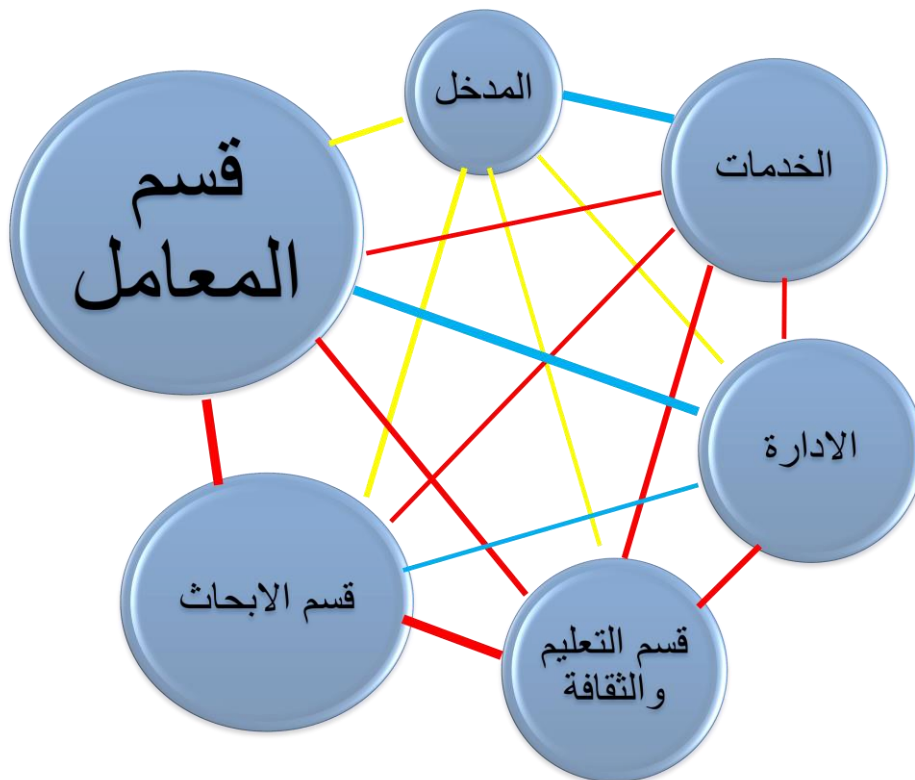 المدخل
الخدمات
قسم
المعامل
الادارة
قسم الابحاث
قسم التعليم
والثقافة